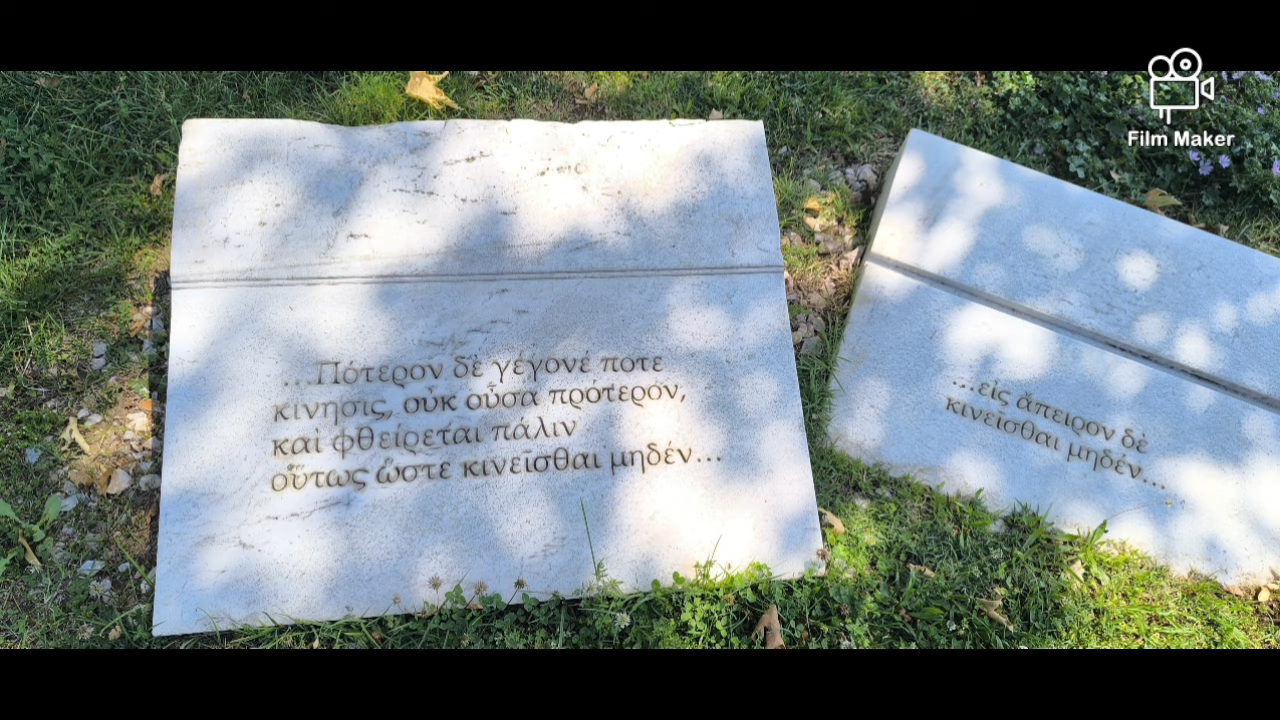 ...Πότερον δὲ γέγονέ ποτε
κίνησις, οὐκ οὖσα πρότερον,
καὶ φθείρεται πάλιν
οὕτως ὥστε κινεῖσθαι μηδέν...
...εἰς ἄπειρον δὲ
κινεῖσθαι μηδέν...
Film Maker